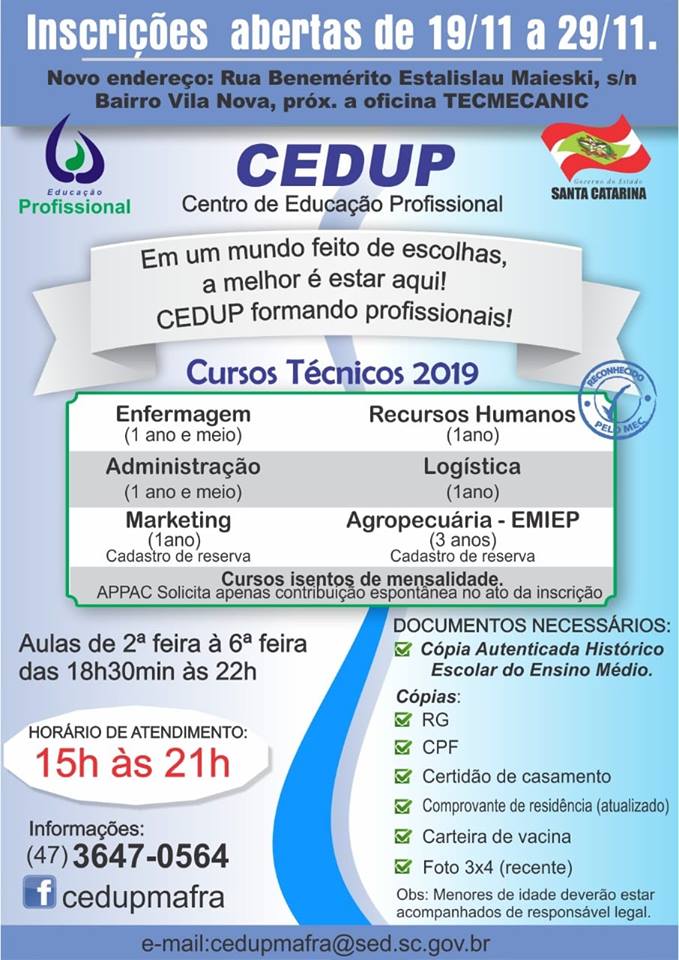 Inscrições abertas de 19/11 a 29/11.
Novo endereço: Rua Benemérito Estalislau Maieski, s/n
Bairro Vila Nova, próx. a oficina TECMECANIC
Educação
Profissional
CEDUP
Centro de Educação Profissional
Governo do Estado
SANTA CATARINA
Em um mundo feito de escolhas,
a melhor é estar aqui!
CEDUP formando profissionais!
Cursos Técnicos 2019
RECONHECIDO
PELO MEC
Enfermagem
(1 ano e meio)
Recursos Humanos
(1ano)
Administração
(1 ano e meio)
Logística
(1ano)
Marketing
(1ano)
Cadastro de reserva
Agropecuária - EMIEP
(3 anos)
Cadastro de reserva
Cursos isentos de mensalidade.
APPAC Solicita apenas contribuição espontânea no ato da inscrição
Aulas de 2ª feira à 6ª feira
das 18h30min às 22h
HORÁRIO DE ATENDIMENTO:
15h às 21h
Informações:
(47) 3647-0564
f cedupmafra
DOCUMENTOS NECESSÁRIOS:
Cópia Autenticada Histórico
Escolar do Ensino Médio.
Cópias:
RG
CPF
Certidão de casamento
Comprovante de residência (atualizado)
Carteira de vacina
Foto 3x4 (recente)
Obs: Menores de idade deverão estar
acompanhados de responsável legal.
e-mail:cedupmafra@sed.sc.gov.br